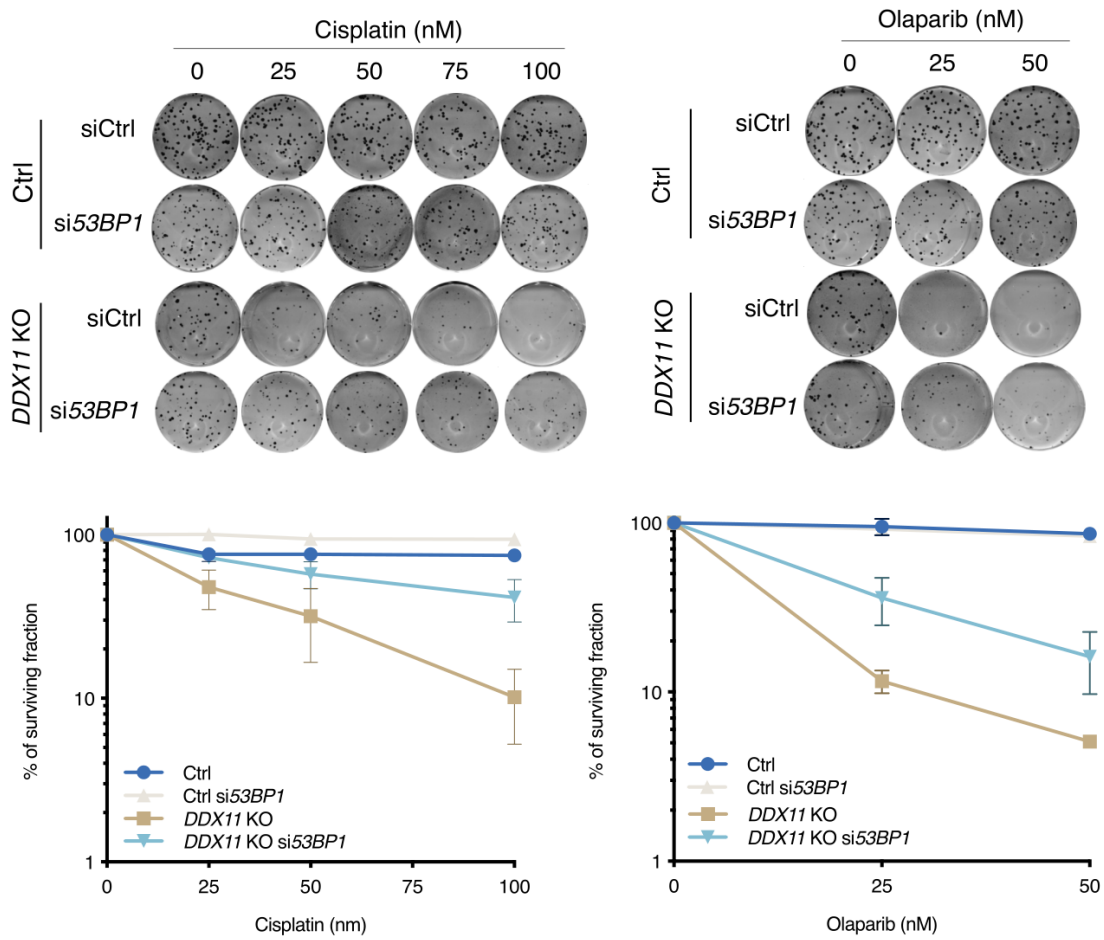 Cisplatin (nM)
0 25 50 75 100
Ctrl
siCtrl
si53BP1
DDX11 KO
siCtrl
si53BP1
Olaparib (nM)
0 25 50
Ctrl
siCtrl
si53BP1
DDX11 KO
siCtrl
si53BP1
% of surviving fraction
100
10
1
Ctrl
Ctrl si53BP1
DDX11 KO
DDX11 KO si53BP1
0 25 50 75 100
Cisplatin (nm)
% of surviving fraction
100
10
1
Ctrl
Ctrl si53BP1
DDX11 KO
DDX11 KO si53BP1
0 25 50
Olaparib (nM)